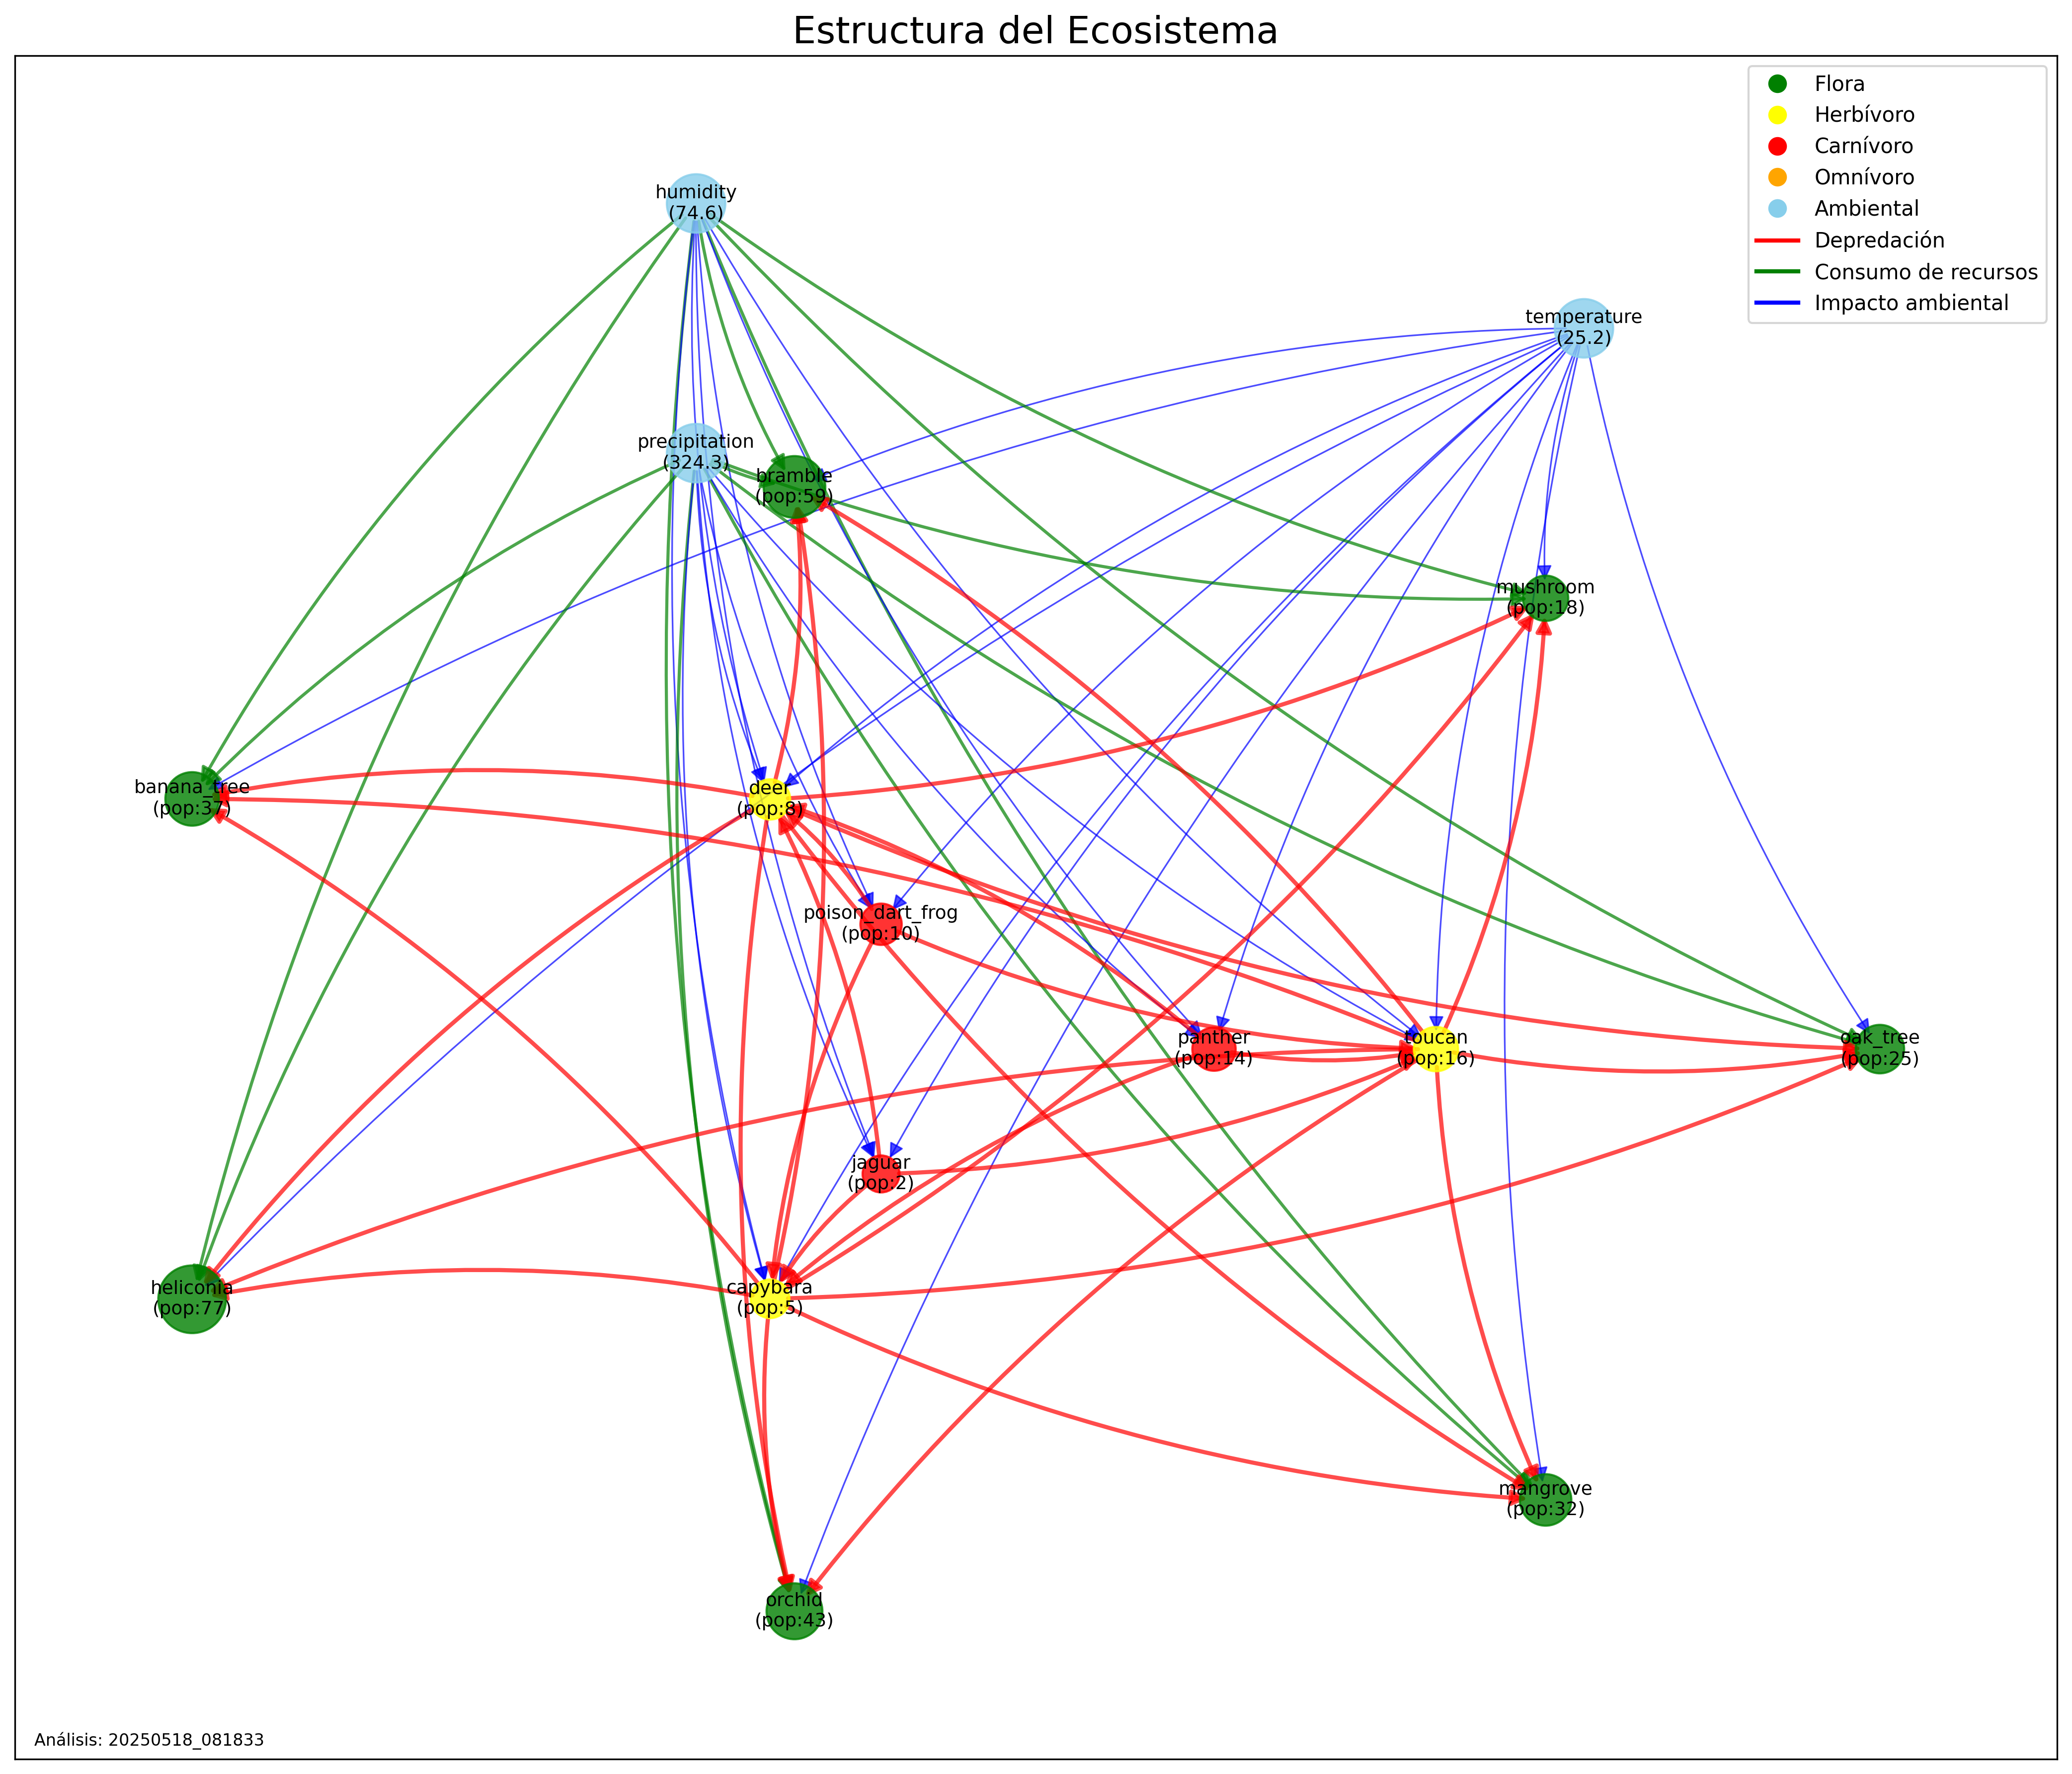 Estructura del Ecosistema
Flora
Herbívoro
Carnívoro
Omnívoro
Ambiental
Depredación
Consumo de recursos
Impacto ambiental
humidity
(74.6)
temperature
(25.2)
precipitation
(324.3)
bramble
(pop:59)
mushroom
(pop:18)
banana_tree
(pop:37)
deer
(pop:8)
poison_dart_frog
(pop:10)
panther
(pop:14)
toucan
(pop:16)
oak_tree
(pop:25)
jaguar
(pop:2)
heliconia
(pop:77)
capybara
(pop:5)
mangrove
(pop:32)
orchid
(pop:43)
Análisis: 20250518_081833